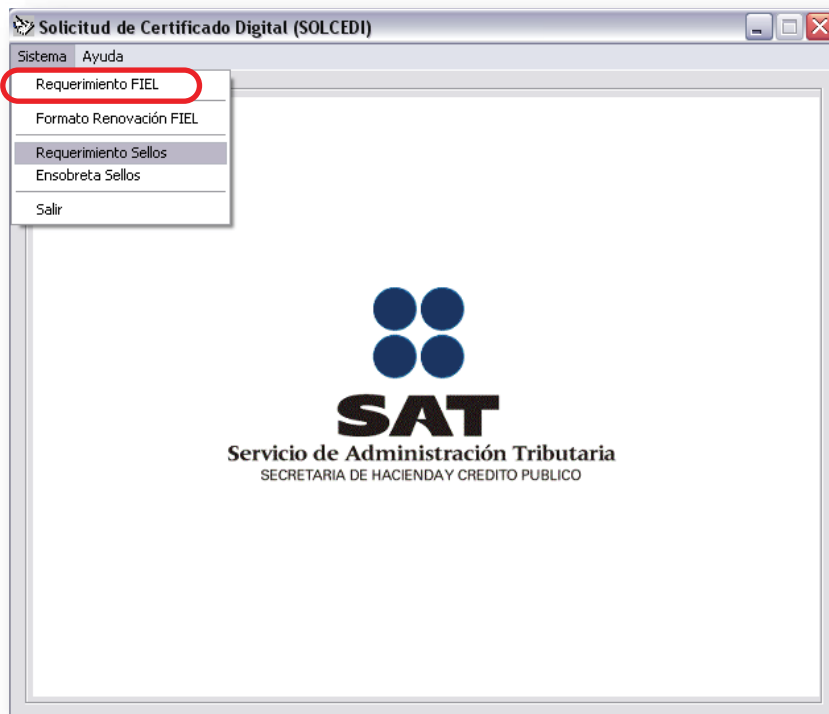 Solicitud de Certificado Digital (SOLCEDI)
Sistema Ayuda
Requerimiento FIEL
Formato Renovación FIEL
Requerimiento Sellos
Ensobreta Sellos
Salir
SAT
Servicio de Administración Tributaria
SECRETARIA DE HACIENDA Y CREDITO PUBLICO